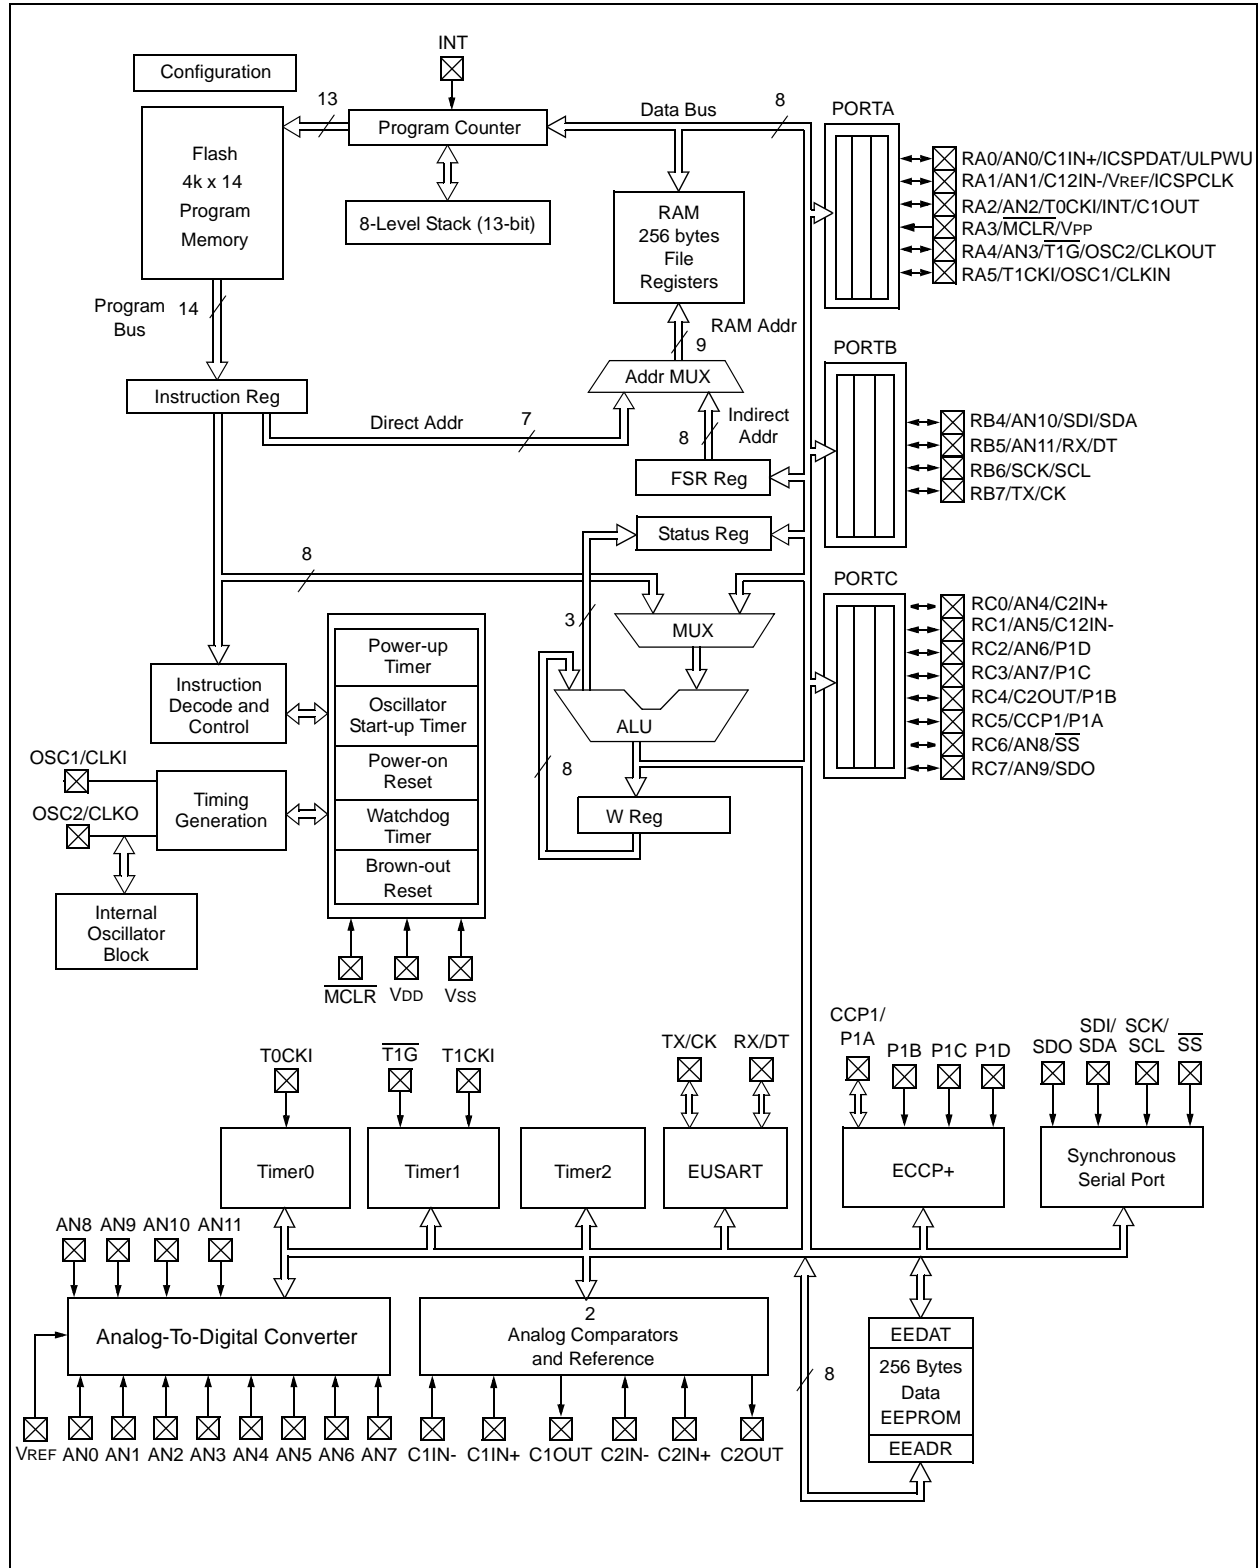 INT
Configuration
13
Data Bus
8
PORTA
Program Counter
Flash
4k x 14
Program
Memory
8-Level Stack (13-bit)
RAM
256 bytes
File
Registers
RA0/AN0/C1IN+/ICSPDAT/ULPWU
RA1/AN1/C12IN-/VREF/ICSPCLK
RA2/AN2/T0CKI/INT/C1OUT
RA3/MCLR/VPP
RA4/AN3/T1G/OSC2/CLKOUT
RA5/T1CKI/OSC1/CLKIN
Program
Bus
14
RAM Addr
9
PORTB
Addr MUX
Instruction Reg
Direct Addr
7
Indirect
Addr
8
FSR Reg
RB4/AN10/SDI/SDA
RB5/AN11/RX/DT
RB6/SCK/SCL
RB7/TX/CK
Status Reg
8
PORTC
3
MUX
RC0/AN4/C2IN+
RC1/AN5/C12IN-
RC2/AN6/P1D
RC3/AN7/P1C
RC4/C2OUT/P1B
RC5/CCP1/P1A
RC6/AN8/SS
RC7/AN9/SDO
Power-up
Timer
Oscillator
Start-up Timer
Power-on
Reset
Watchdog
Timer
Brown-out
Reset
Instruction
Decode and
Control
ALU
8
W Reg
OSC1/CLKI
OSC2/CLKO
Timing
Generation
Internal
Oscillator
Block
MCLR
VDD
VSS
T0CKI
T1G
T1CKI
TX/CK
RX/DT
CCP1/
P1A
P1B
P1C
P1D
SDO
SDI/
SDA
SCK/
SCL
SS
Timer0
Timer1
Timer2
EUSART
ECCP+
Synchronous
Serial Port
AN8
AN9
AN10
AN11
Analog-To-Digital Converter
2
Analog Comparators
and Reference
8
EEDAT
256 Bytes
Data
EEPROM
EEADR
VREF
AN0
AN1
AN2
AN3
AN4
AN5
AN6
AN7
C1IN-
C1IN+
C1OUT
C2IN-
C2IN+
C2OUT